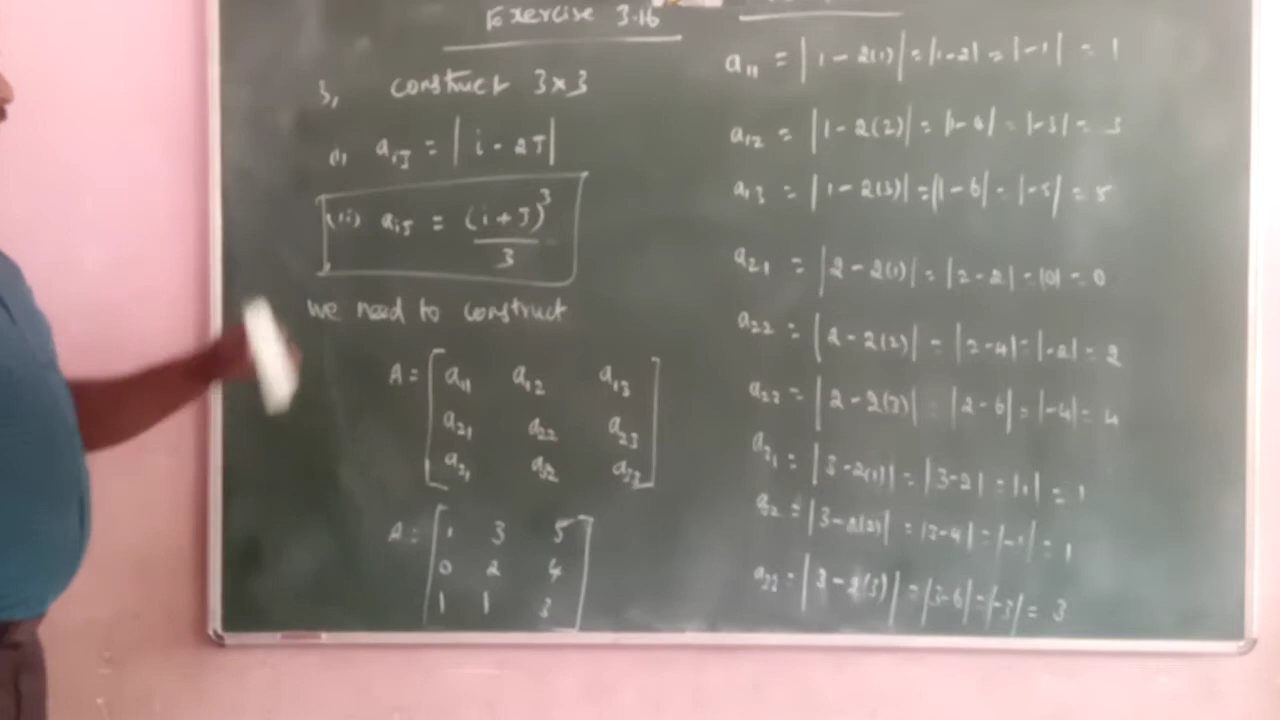 Exercise 3.16
3, construct 3×3
(i) aij = |i - 2J|
(ii) aij = (i + J)³ / 3
we need to construct
A = [a11 a12 a13
a21 a22 a23
a31 a32 a33]
A = [1 3 5
0 2 4
1 1 3]
a11 = |1 - 2(1)| = |1-2| = |-1| = 1
a12 = |1 - 2(2)| = |1-4| = |-3| = 3
a13 = |1 - 2(3)| = |1-6| = |-5| = 5
a21 = |2 - 2(1)| = |2-2| = |0| = 0
a22 = |2 - 2(2)| = |2-4| = |-2| = 2
a23 = |2 - 2(3)| = |2-6| = |-4| = 4
a31 = |3-2(1)| = |3-2| = |1| = 1
a32 = |3-2(2)| = |3-4| = |-1| = 1
a33 = |3-2(3)| = |3-6| = |-3| = 3